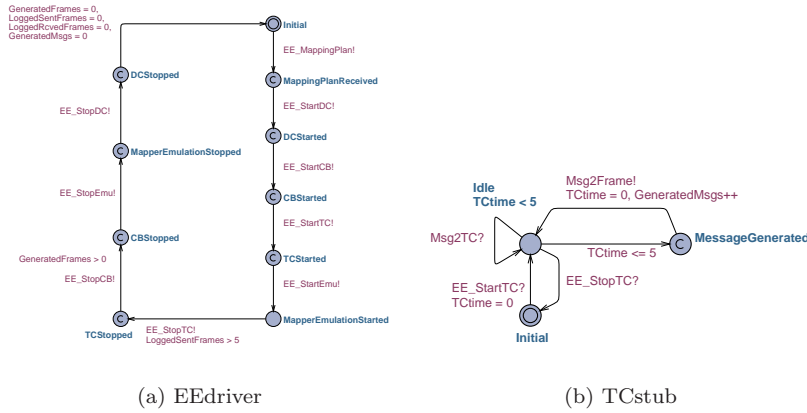 GeneratedFrames = 0,
LoggedSentFrames = 0,
LoggedRcvedFrames = 0,
GeneratedMsgs = 0
Initial
EE_MappingPlan!
DCStopped
MappingPlanReceived
EE_StopDC!
EE_StartDC!
DCStarted
MapperEmulationStopped
EE_StartCB!
EE_StopEmu!
CBStarted
EE_StartTC!
CBStopped
TCStarted
GeneratedFrames > 0
EE_StopCB!
EE_StartEmu!
TCStopped
EE_StopTC!
LoggedSentFrames > 5
MapperEmulationStarted
(a) EEdriver
Idle
TCtime < 5
Msg2Frame!
TCtime = 0, GeneratedMsgs++
Msg2TC?
MessageGenerated
TCtime <= 5
EE_StartTC?
TCtime = 0
EE_StopTC?
Initial
(b) TCstub
C
C
C
C
C
C
C
C
C